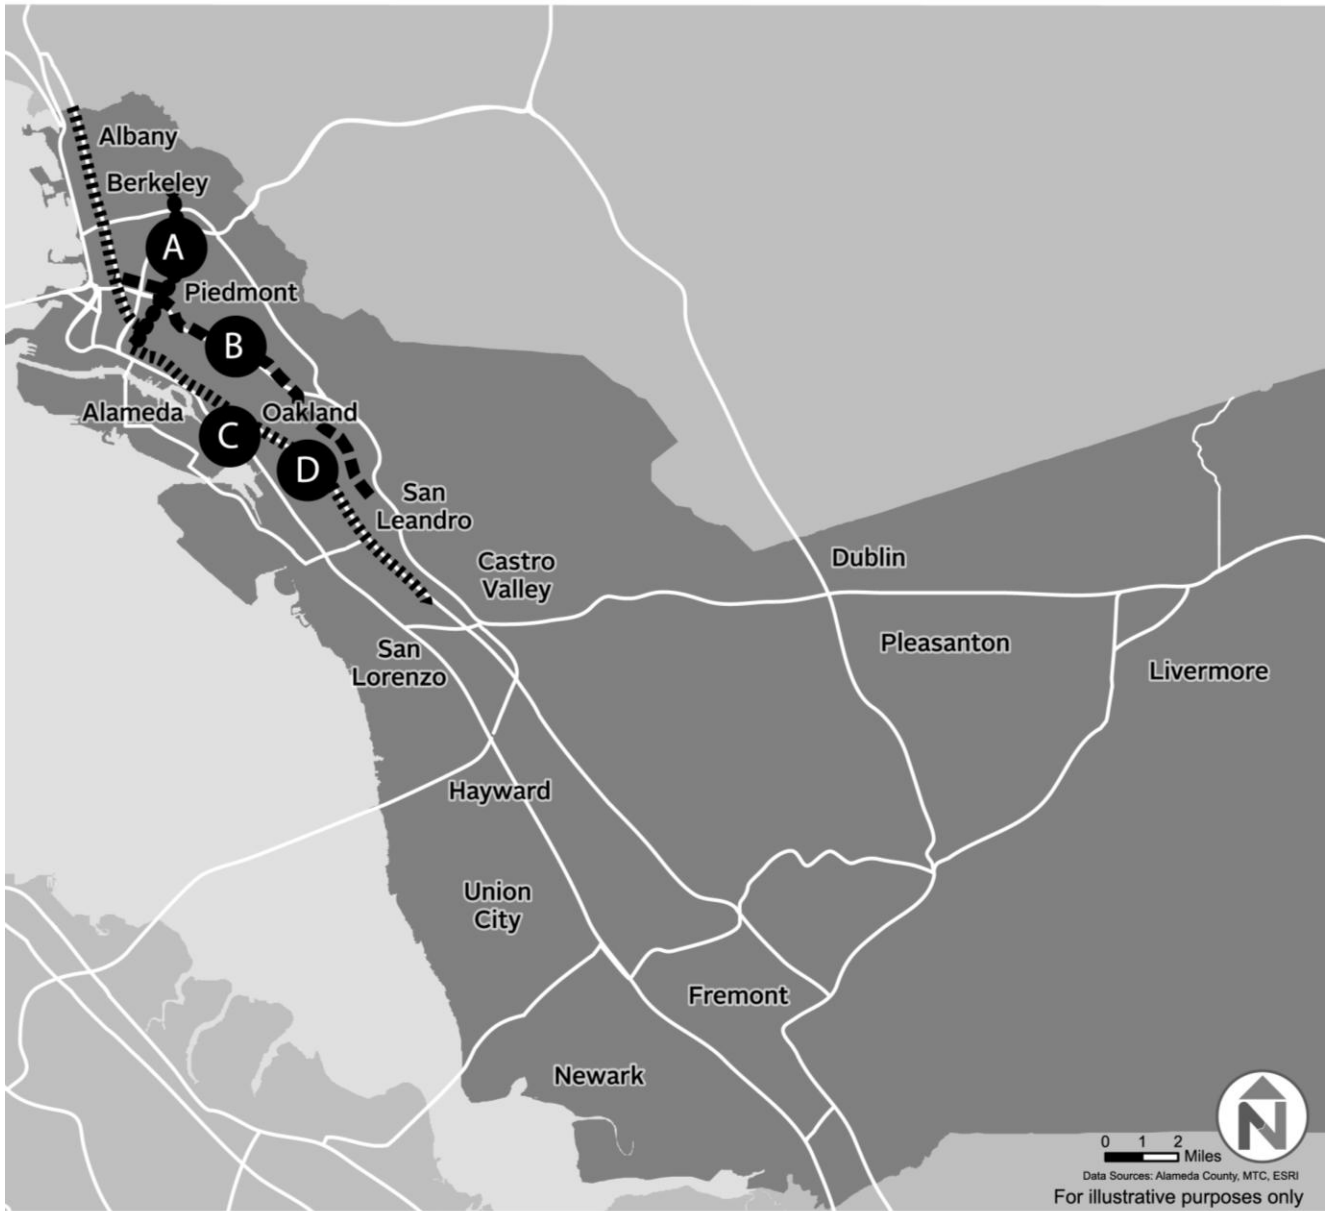 Albany
Berkeley
A
Piedmont
B
Alameda
Oakland
C
D
San
Leandro
Castro
Valley
Dublin
San
Lorenzo
Pleasanton
Livermore
Hayward
Union
City
Fremont
Newark
N
0 1 2
Miles
Data Sources: Alameda County, MTC, ESRI
For illustrative purposes only